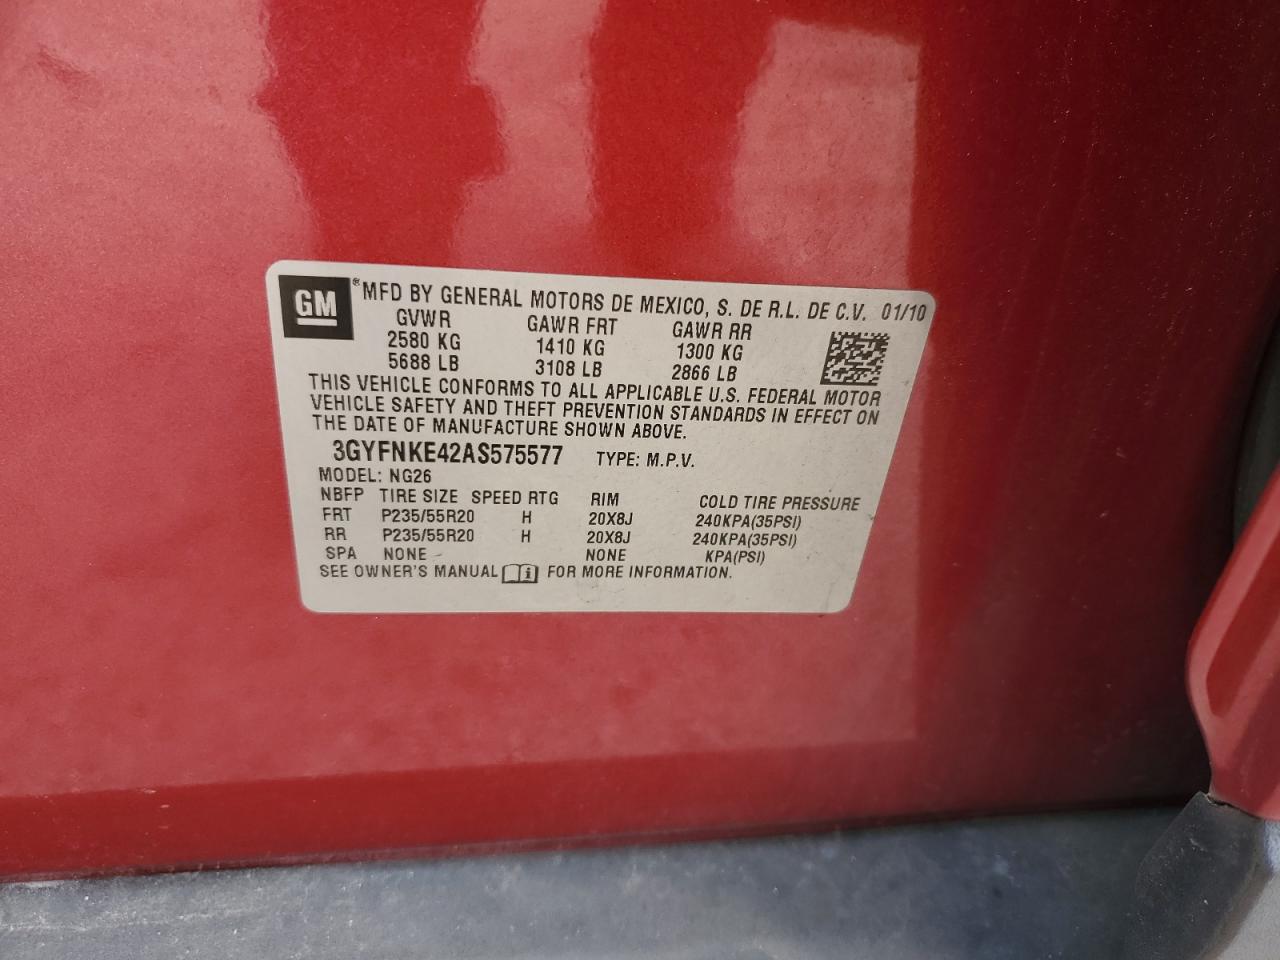 GM ® MFD BY GENERAL MOTORS DE MEXICO, S. DE R.L. DE C.V. 01/10
GVWR GAWR FRT GAWR RR
2580 KG 1410 KG 1300 KG
5688 LB 3108 LB 2866 LB
THIS VEHICLE CONFORMS TO ALL APPLICABLE U.S. FEDERAL MOTOR
VEHICLE SAFETY AND THEFT PREVENTION STANDARDS IN EFFECT ON
THE DATE OF MANUFACTURE SHOWN ABOVE.
3GYFNKE42AS575577 TYPE: M.P.V.
MODEL: NG26
NBFP TIRE SIZE SPEED RTG RIM COLD TIRE PRESSURE
FRT P235/55R20 H 20X8J 240KPA(35PSI)
RR P235/55R20 H 20X8J 240KPA(35PSI)
SPA NONE - NONE KPA(PSI)
SEE OWNER'S MANUAL i FOR MORE INFORMATION.